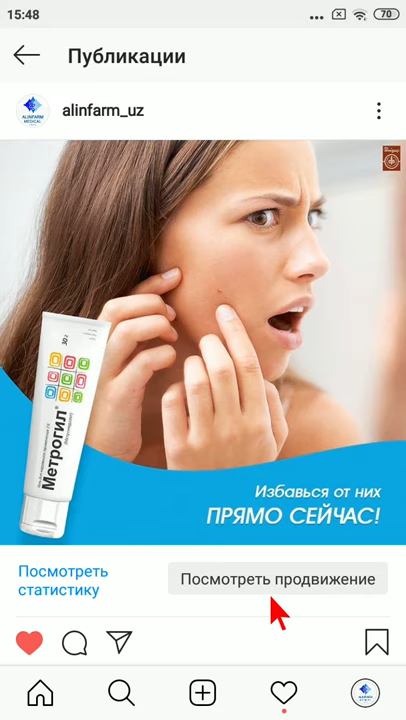 15:48
70
Публикации
ALINFARM
MEDICAL
alinfarm_uz
30 г
Метрогил®
Избавься от них
ПРЯМО СЕЙЧАС!
Посмотреть
статистику
Посмотреть продвижение